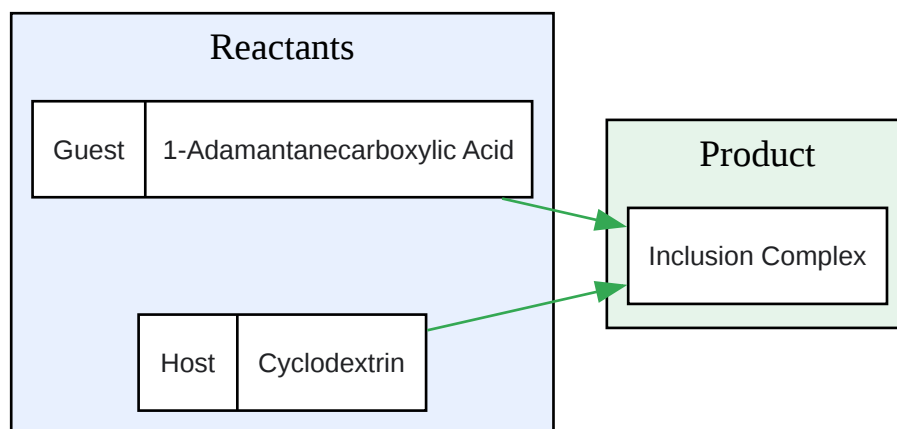 Reactants
Guest
1-Adamantanecarboxylic Acid
Product
Inclusion Complex
Host
Cyclodextrin